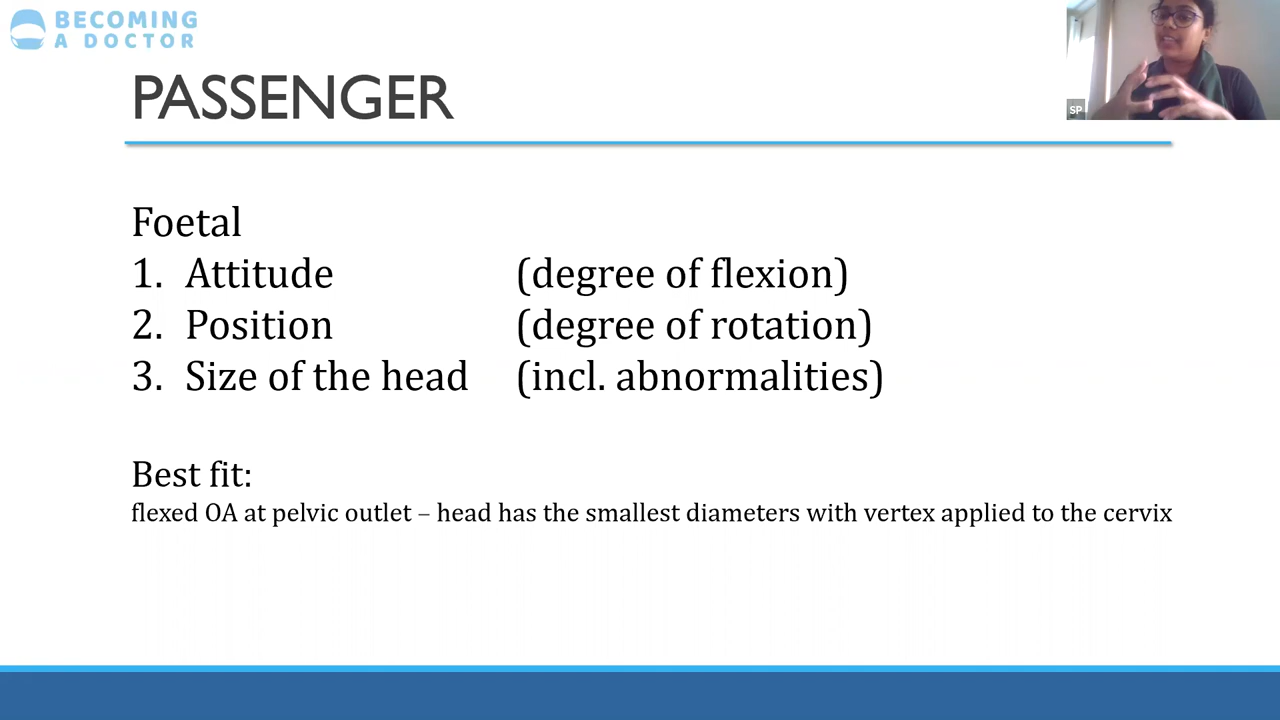 BECOMING
A DOCTOR
SP
PASSENGER
Foetal
1. Attitude (degree of flexion)
2. Position (degree of rotation)
3. Size of the head (incl. abnormalities)
Best fit:
flexed OA at pelvic outlet – head has the smallest diameters with vertex applied to the cervix